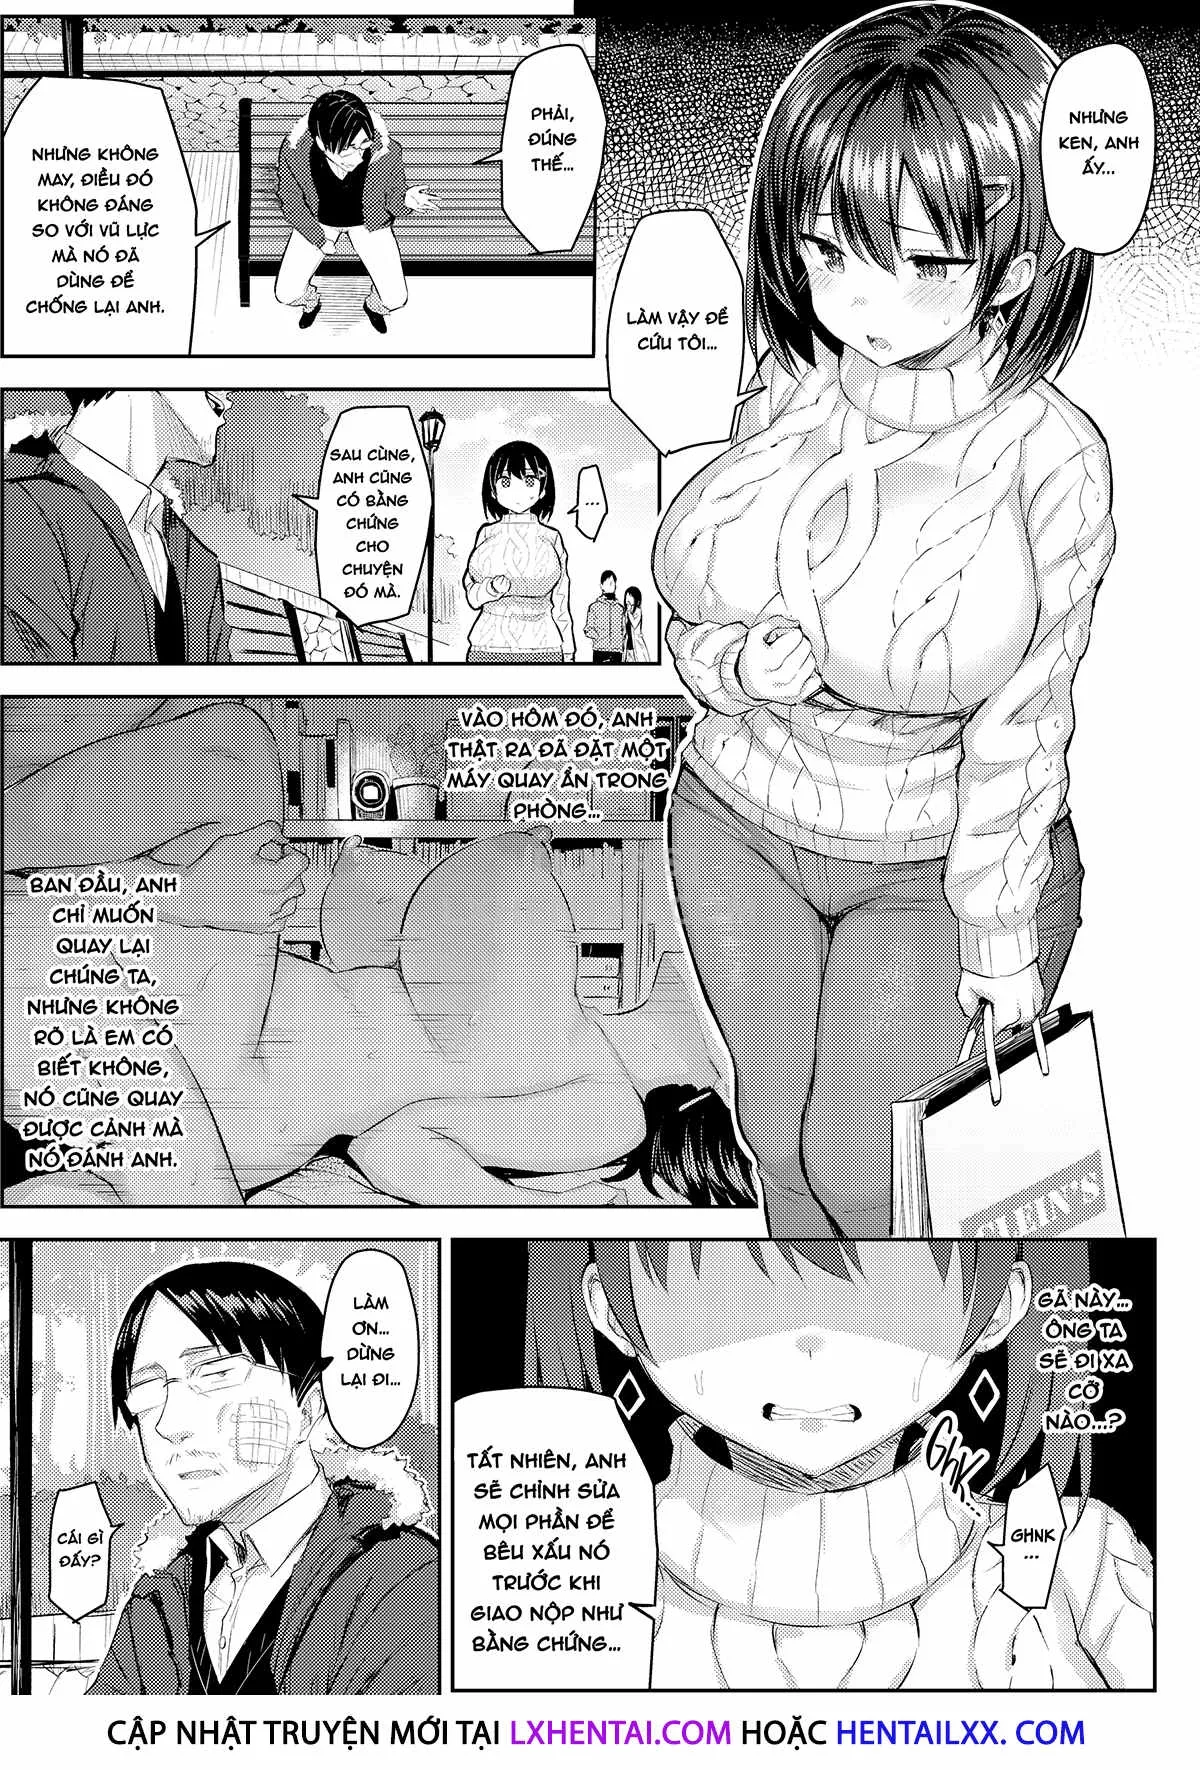 NHƯNG
KEN, ANH
ẤY...
LÀM VẬY ĐỂ
CỨU TÔI...
PHẢI,
ĐÚNG
THẾ...
NHƯNG KHÔNG
MAY, ĐIỀU ĐÓ
KHÔNG ĐÁNG
SO VỚI VŨ LỰC
MÀ NÓ ĐÃ
DÙNG ĐỂ
CHỐNG LẠI ANH.
...
SAU CÙNG,
ANH CŨNG
CÓ BẰNG
CHỨNG
CHO
CHUYỆN
ĐÓ MÀ.
VÀO HÔM ĐÓ, ANH
THẬT RA ĐÃ ĐẶT MỘT
MÁY QUAY ẨN TRONG
PHÒNG...
BAN ĐẦU, ANH
CHỈ MUỐN
QUAY LẠI
CHÚNG TA,
NHƯNG KHÔNG
RÕ LÀ EM CÓ
BIẾT KHÔNG,
NÓ CŨNG QUAY
ĐƯỢC CẢNH MÀ
NÓ ĐÁNH ANH.
CLEIN'S
GÃ NÀY...
ÔNG TA
SẼ ĐI XA
CỠ
NÀO...?
GHNK...
GHNK
...
TẤT NHIÊN, ANH
SẼ CHỈNH SỬA
MỌI PHẦN ĐỂ
BÊU XẤU NÓ
TRƯỚC KHI
GIAO NỘP NHƯ
BẰNG CHỨNG...
LÀM
ƠN...
DỪNG
LẠI ĐI...
CÁI GÌ
ĐẤY?
CẬP NHẬT TRUYỆN MỚI TẠI LXHENTAI.COM HOẶC HENTAILXX. COM